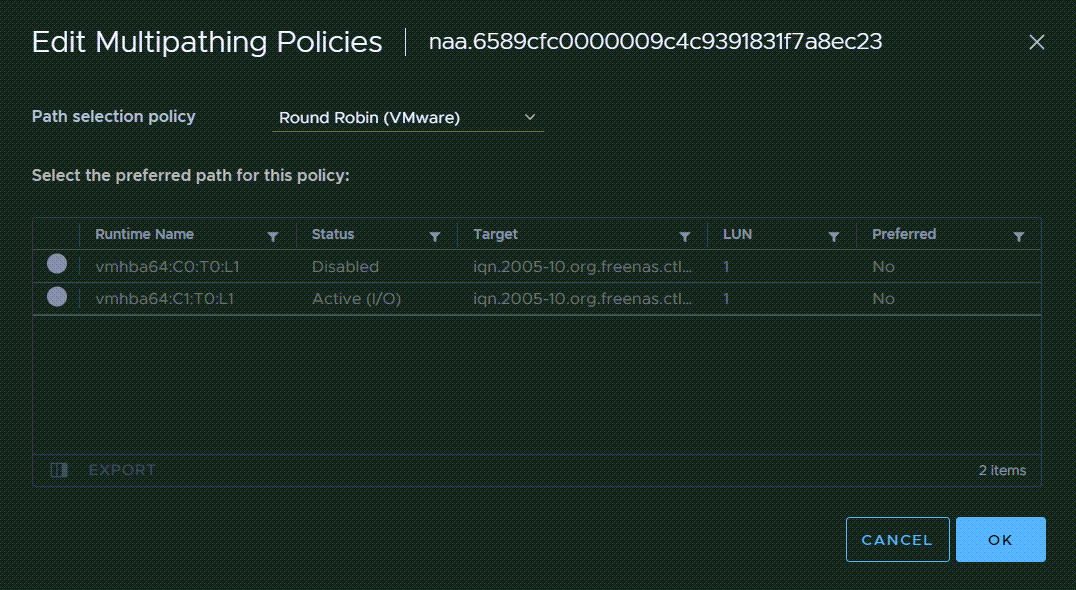 Edit Multipathing Policies naa.6589cfc0000009c4c9391831f7a8ec23
Path selection policy Round Robin (VMware)
Select the preferred path for this policy:
Runtime Name Status Target LUN Preferred
vmhba64:C0:T0:L1 Disabled iqn.2005-10.org.freenas.ctl... 1 No
vmhba64:C1:T0:L1 Active (I/O) iqn.2005-10.org.freenas.ctl... 1 No
EXPORT 2 items
CANCEL OK